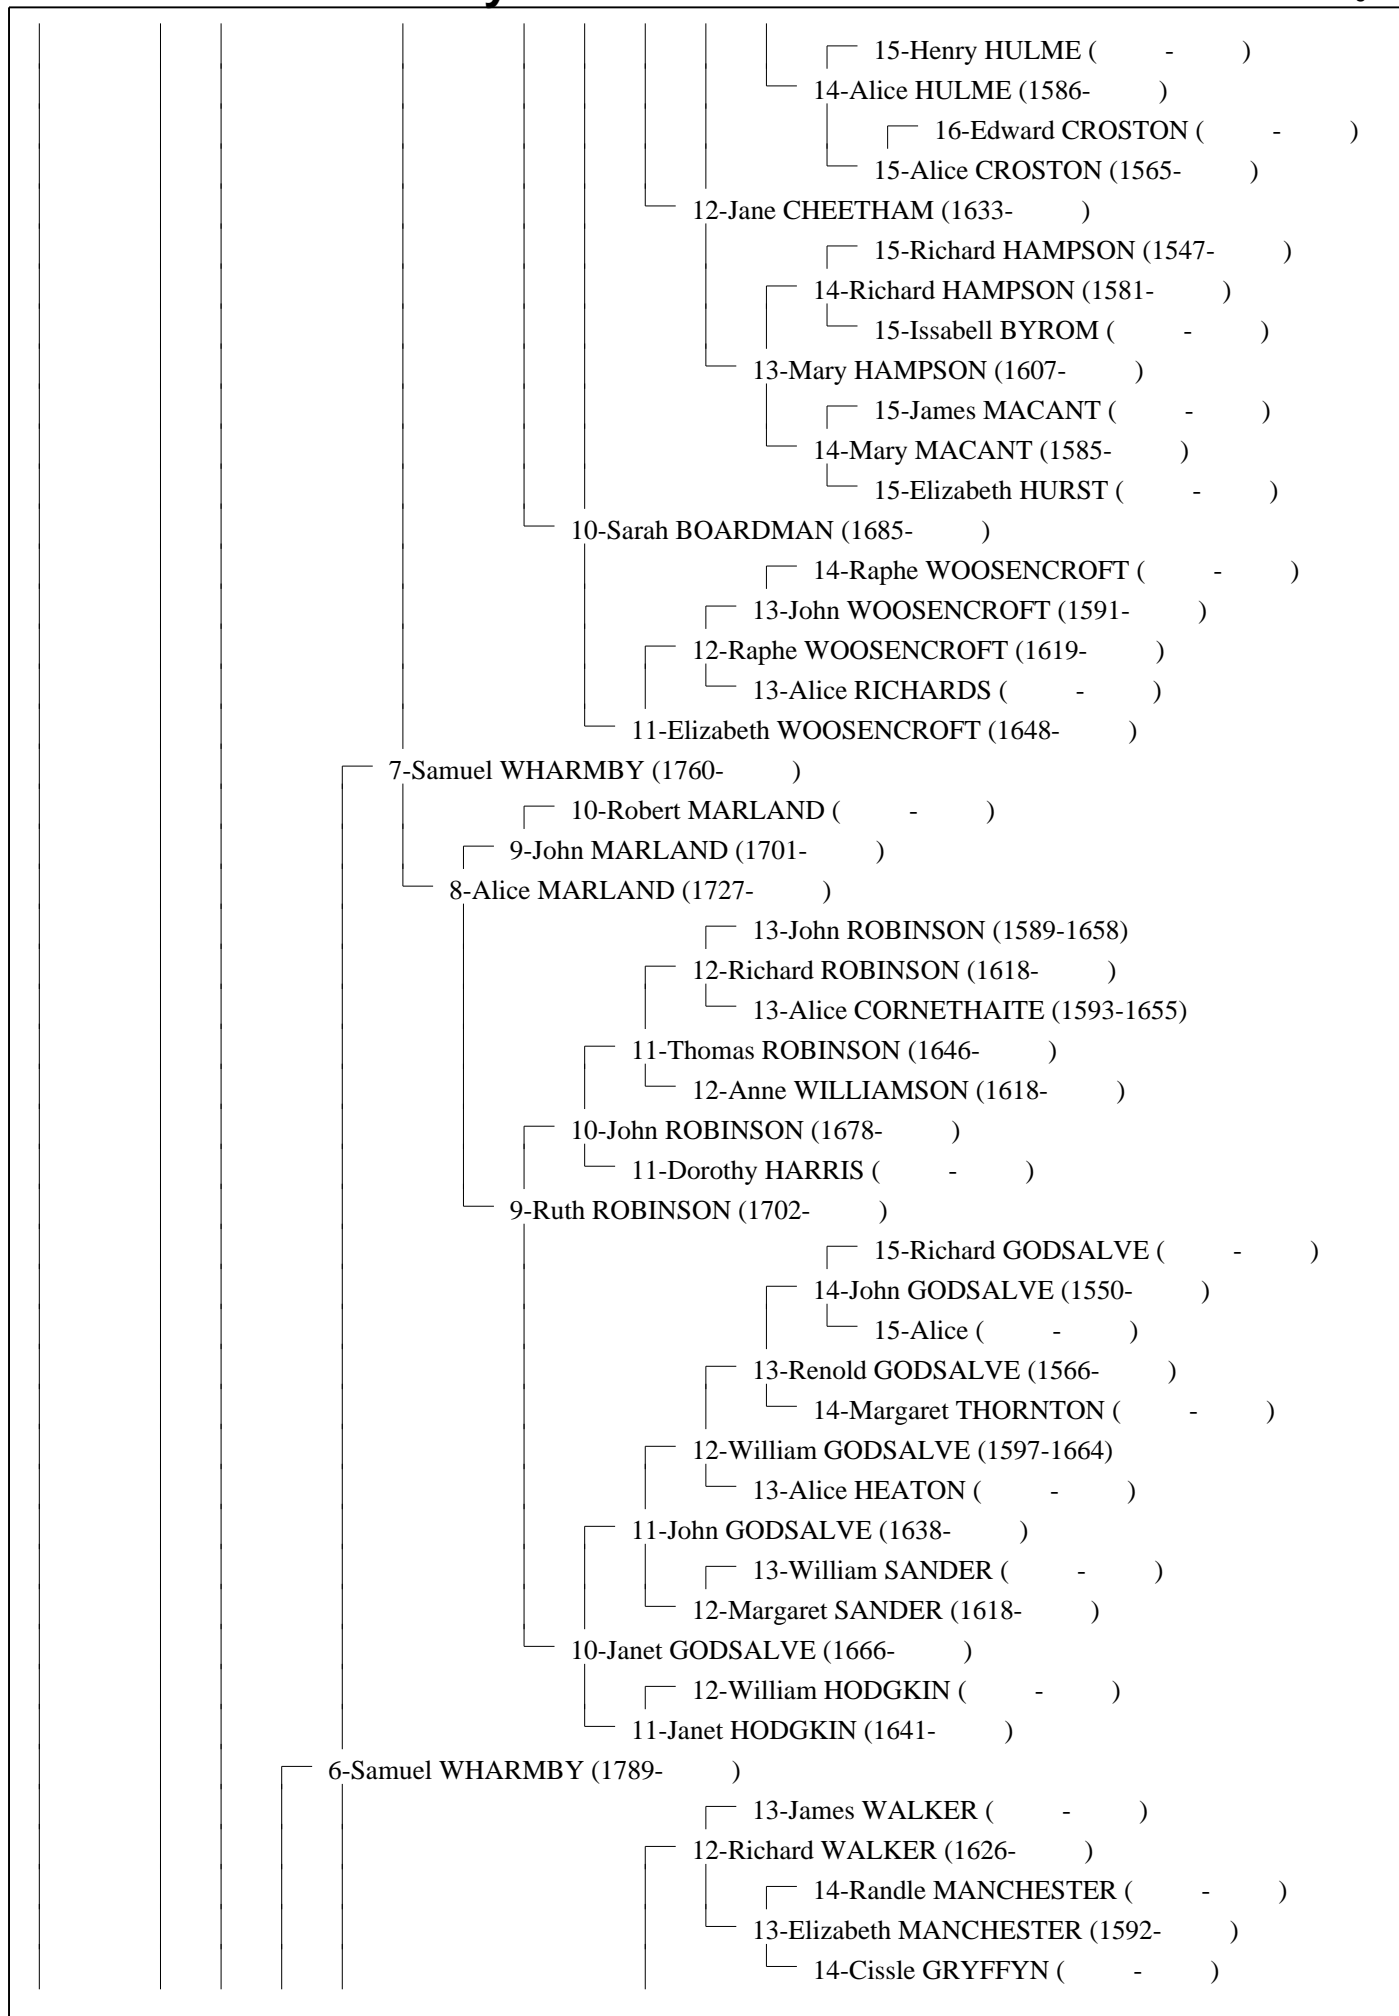 15-Henry HULME ( - )
14-Alice HULME (1586- )
16-Edward CROSTON ( - )
15-Alice CROSTON (1565- )
12-Jane CHEETHAM (1633- )
15-Richard HAMPSON (1547- )
14-Richard HAMPSON (1581- )
15-Issabell BYROM ( - )
13-Mary HAMPSON (1607- )
15-James MACANT ( - )
14-Mary MACANT (1585- )
15-Elizabeth HURST ( - )
10-Sarah BOARDMAN (1685- )
14-Raphe WOOSENCROFT ( - )
13-John WOOSENCROFT (1591- )
12-Raphe WOOSENCROFT (1619- )
13-Alice RICHARDS ( - )
11-Elizabeth WOOSENCROFT (1648- )
7-Samuel WHARMBY (1760- )
10-Robert MARLAND ( - )
9-John MARLAND (1701- )
8-Alice MARLAND (1727- )
13-John ROBINSON (1589-1658)
12-Richard ROBINSON (1618- )
13-Alice CORNETHAITE (1593-1655)
11-Thomas ROBINSON (1646- )
12-Anne WILLIAMSON (1618- )
10-John ROBINSON (1678- )
11-Dorothy HARRIS ( - )
9-Ruth ROBINSON (1702- )
15-Richard GODSALVE ( - )
14-John GODSALVE (1550- )
15-Alice ( - )
13-Renold GODSALVE (1566- )
14-Margaret THORNTON ( - )
12-William GODSALVE (1597-1664)
13-Alice HEATON ( - )
11-John GODSALVE (1638- )
13-William SANDER ( - )
12-Margaret SANDER (1618- )
10-Janet GODSALVE (1666- )
12-William HODGKIN ( - )
11-Janet HODGKIN (1641- )
6-Samuel WHARMBY (1789- )
13-James WALKER ( - )
12-Richard WALKER (1626- )
14-Randle MANCHESTER ( - )
13-Elizabeth MANCHESTER (1592- )
14-Cissle GRYFFYN ( - )